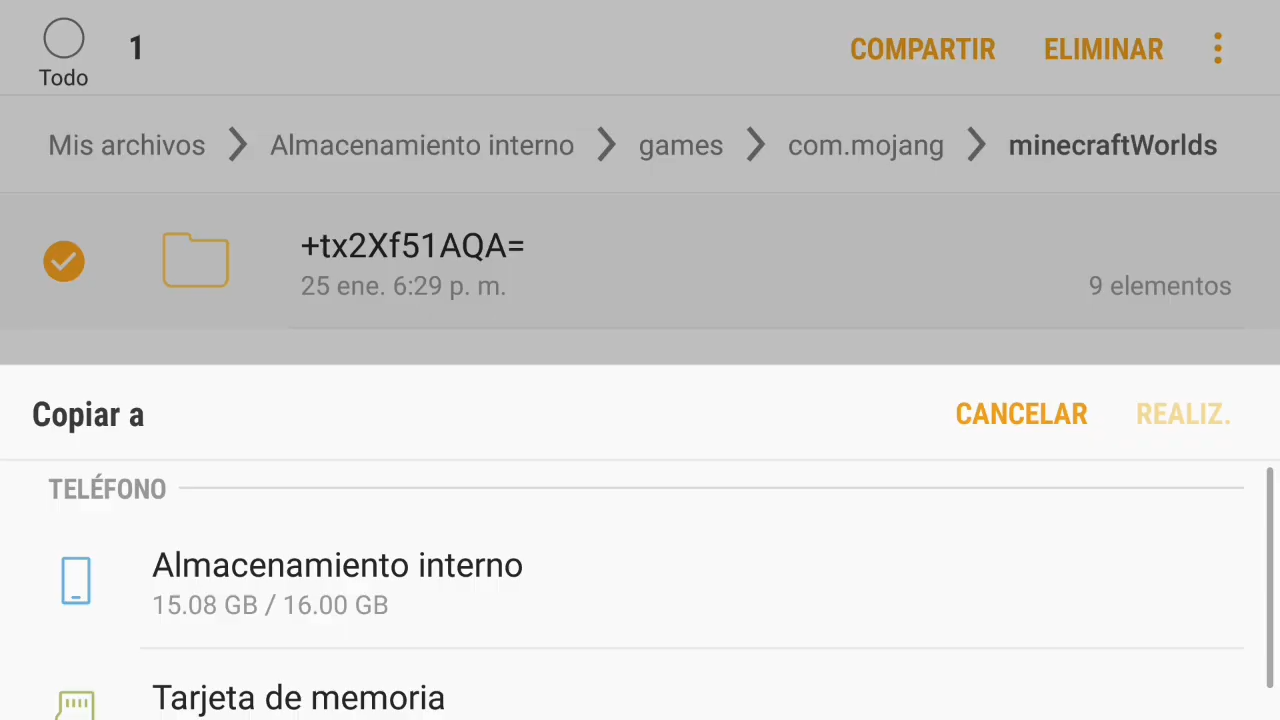 1
COMPARTIR ELIMINAR
Todo
Mis archivos Almacenamiento interno games com.mojang minecraftWorlds
+tx2Xf51AQA=
25 ene. 6:29 p. m. 9 elementos
Copiar a CANCELAR REALIZ.
TELÉFONO
Almacenamiento interno
15.08 GB / 16.00 GB
Tarjeta de memoria